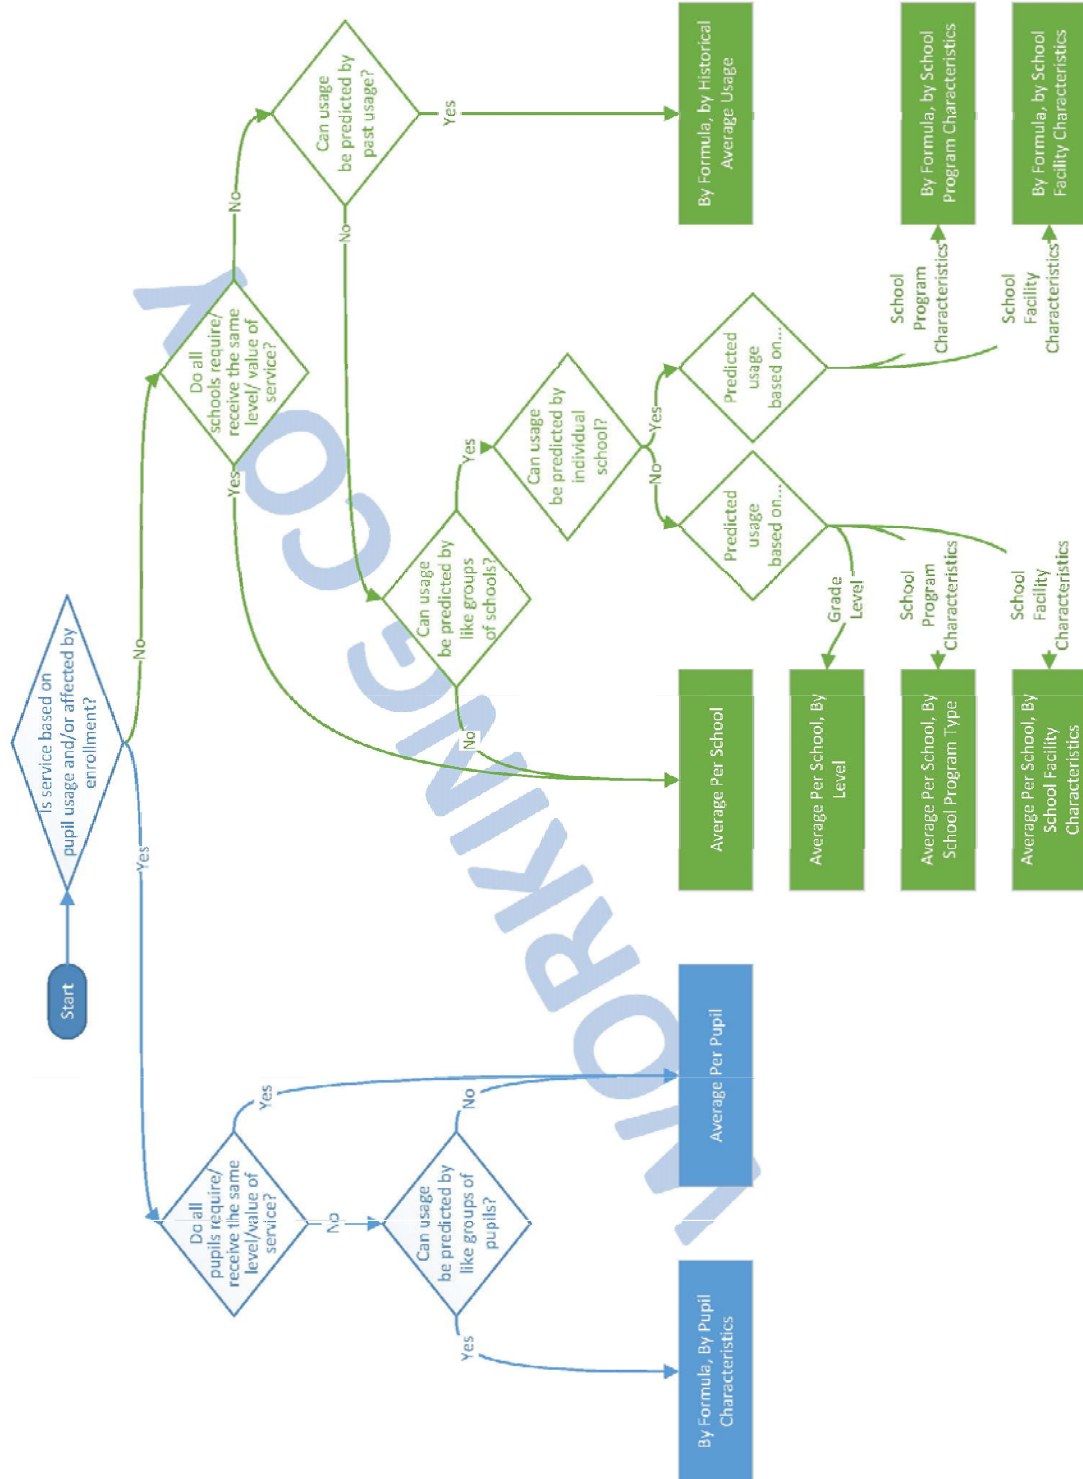 Start
Is service based on
pupil usage and/or affected by
enrollment?
Yes
No
Do all
pupils require/
receive the same
level/value of
service?
Yes
No
Can usage
be predicted by
like groups of
pupils?
Yes
No
By Formula, By Pupil
Characteristics
Average Per Pupil
Do all
schools require/
receive the same
level/ value of
service?
Yes
No
Can usage
be predicted by
past usage?
No
Yes
By Formula, by Historical
Average Usage
Can usage
be predicted by
like groups
of schools?
No
Yes
Can usage
be predicted by
individual
school?
No
Yes
Predicted
usage
based on...
Predicted
usage
based on...
Grade
Level
School
Program
Characteristics
School
Facility
Characteristics
School
Program
Characteristics
School
Facility
Characteristics
Average Per School
Average Per School, By
Level
Average Per School, By
School Program Type
Average Per School, By
School Facility
Characteristics
By Formula, by School
Program Characteristics
By Formula, by School
Facility Characteristics
WORKING COPY